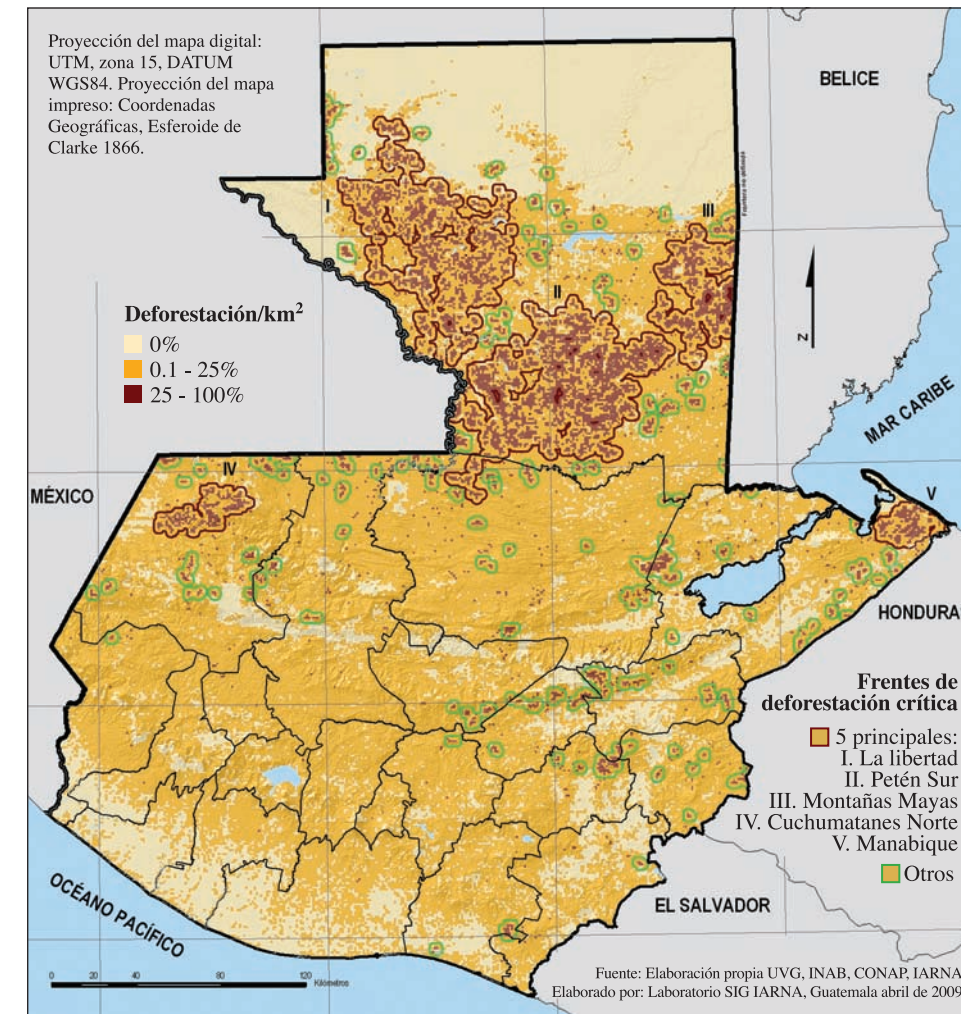 Proyección del mapa digital:
UTM, zona 15, DATUM
WGS84. Proyección del mapa
impreso: Coordenadas
Geográficas, Esferoide de
Clarke 1866.
BELICE
III
I
II
Deforestación/km²
0%
0.1 - 25%
25 - 100%
N
MAR CARIBE
MÉXICO
IV
V
HONDURA
Frentes de
deforestación crítica
5 principales:
I. La libertad
II. Petén Sur
III. Montañas Mayas
IV. Cuchumatanes Norte
V. Manabique
Otros
OCÉANO PACÍFICO
EL SALVADOR
0 20 40 80 120
Kilómetros
Fuente: Elaboración propia UVG, INAB, CONAP, IARNA
Elaborado por: Laboratorio SIG IARNA, Guatemala abril de 2009